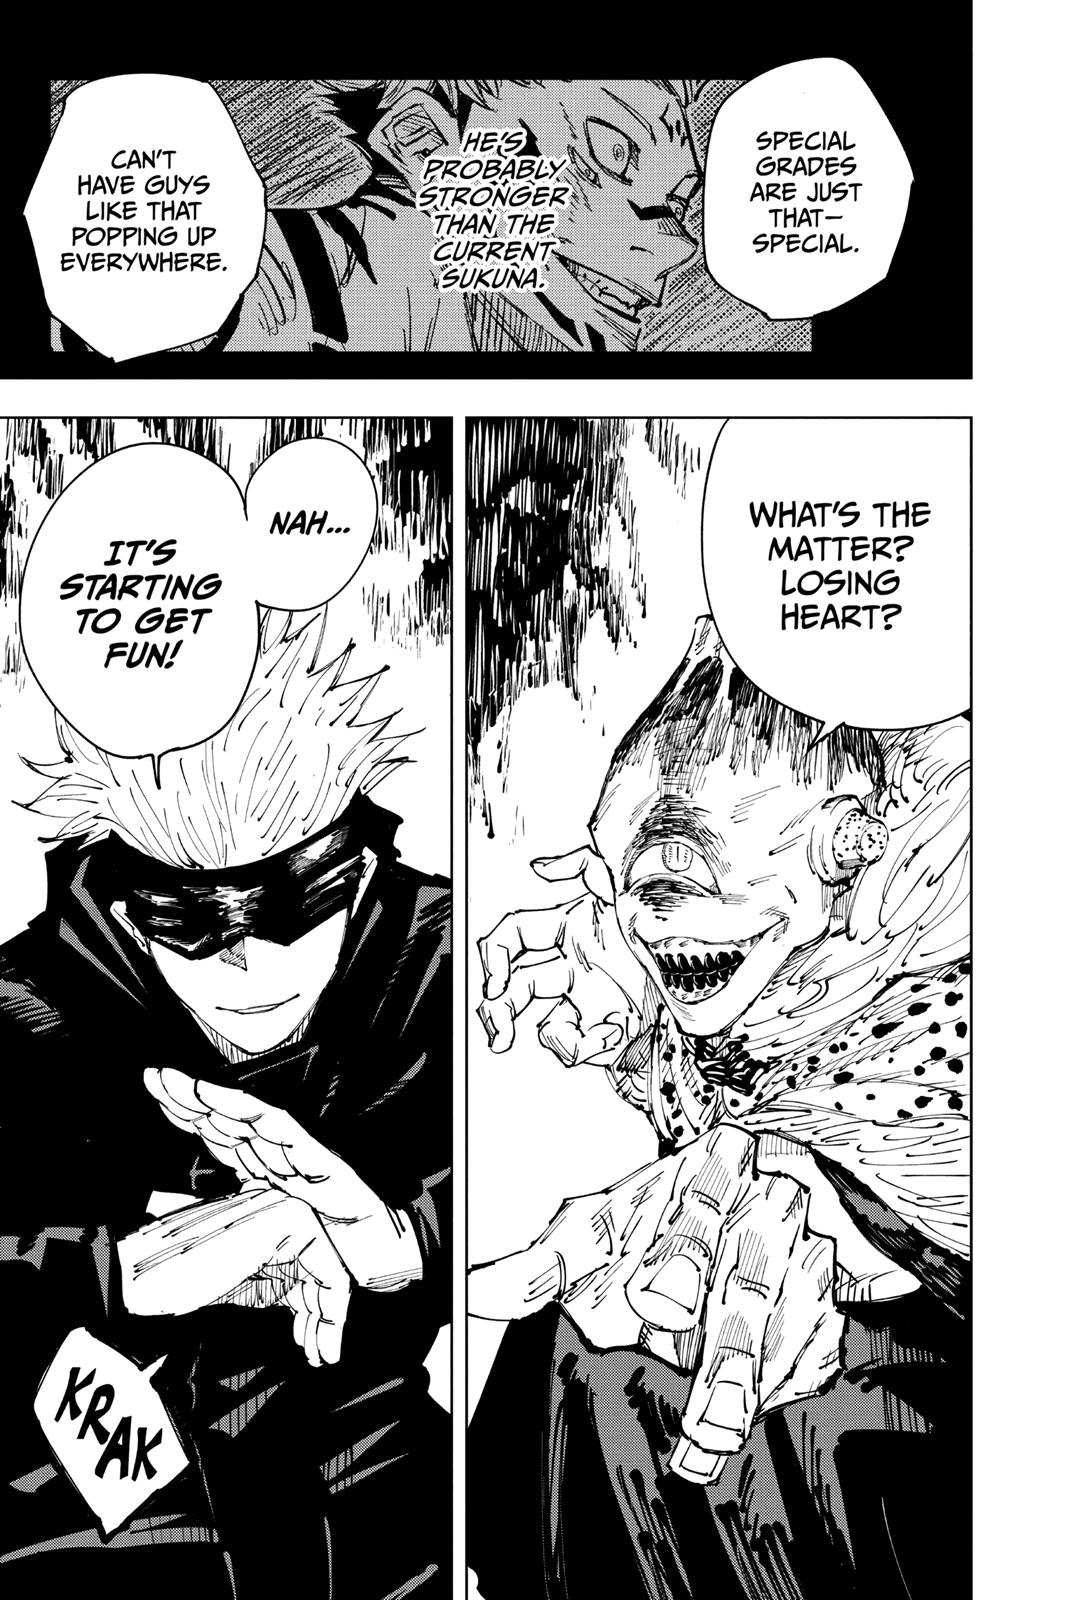 SPECIAL
GRADES
ARE JUST
THAT—
SPECIAL.
HE'S
PROBABLY
STRONGER
THAN THE
CURRENT
SUKUNA.
CAN'T
HAVE GUYS
LIKE THAT
POPPING UP
EVERYWHERE.
WHAT'S THE
MATTER?
LOSING
HEART?
NAH...
IT'S
STARTING
TO GET
FUN!
KRAK